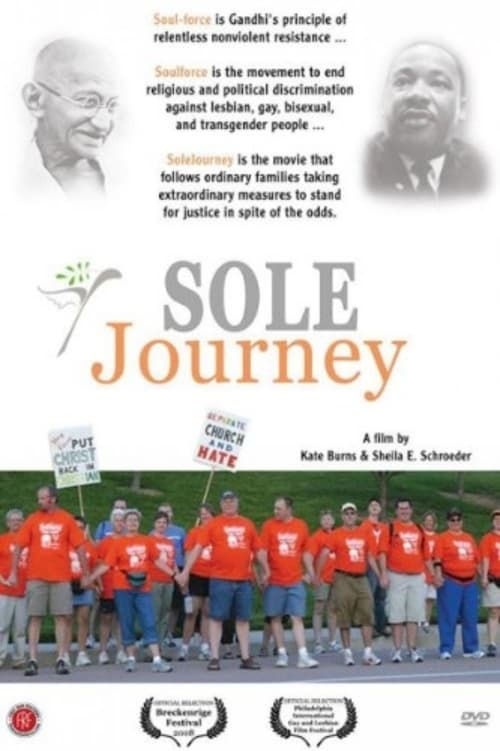 Soul-force is Gandhi's principle of
relentless nonviolent resistance ...
Soulforce is the movement to end
religious and political discrimination
against lesbian, gay, bisexual,
and transgender people ...
SoleJourney is the movie that
follows ordinary families taking
extraordinary measures to stand
for justice in spite of the odds.
SOLE
Journey
PUT
CHRIST
BACK IN
SEPARATE
CHURCH
AND
HATE
A film by
Kate Burns & Sheila E. Schroeder
OFFICIAL SELECTION
Breckenrige
Festival
2008
OFFICIAL SELECTION
Philadelphia
International
Gay and Lesbian
Film Festival
DVD